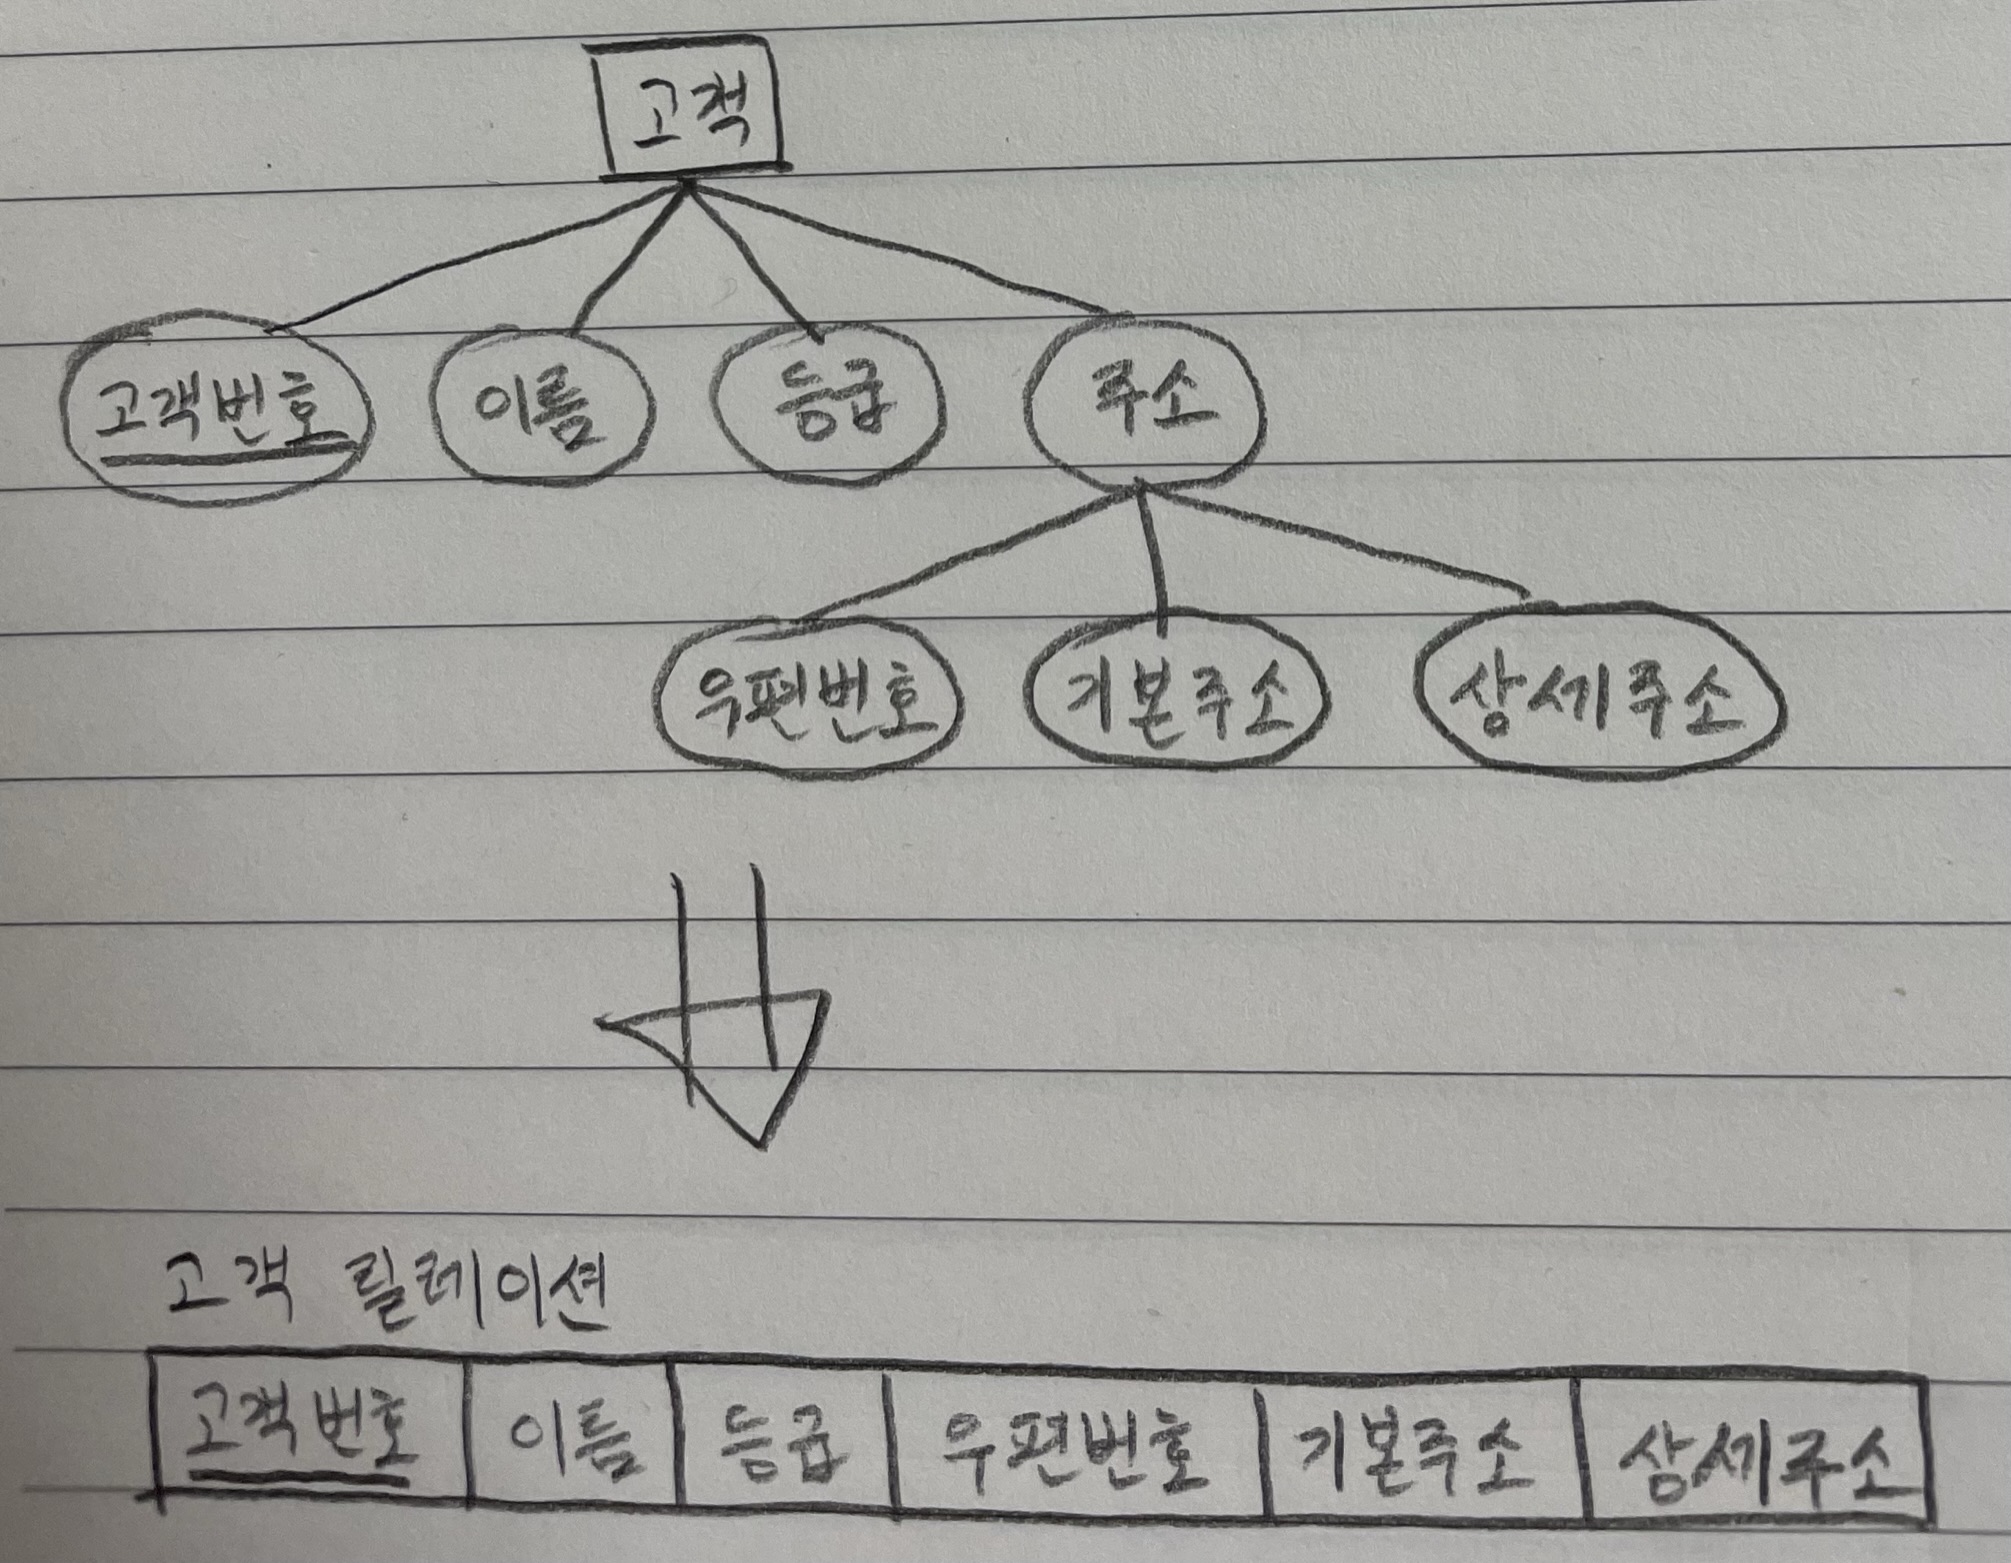 고객
고객번호 이름 등급 주소
우편번호 기본주소 상세주소
고객 릴레이션
고객번호 이름 등급 우편번호 기본주소 상세주소